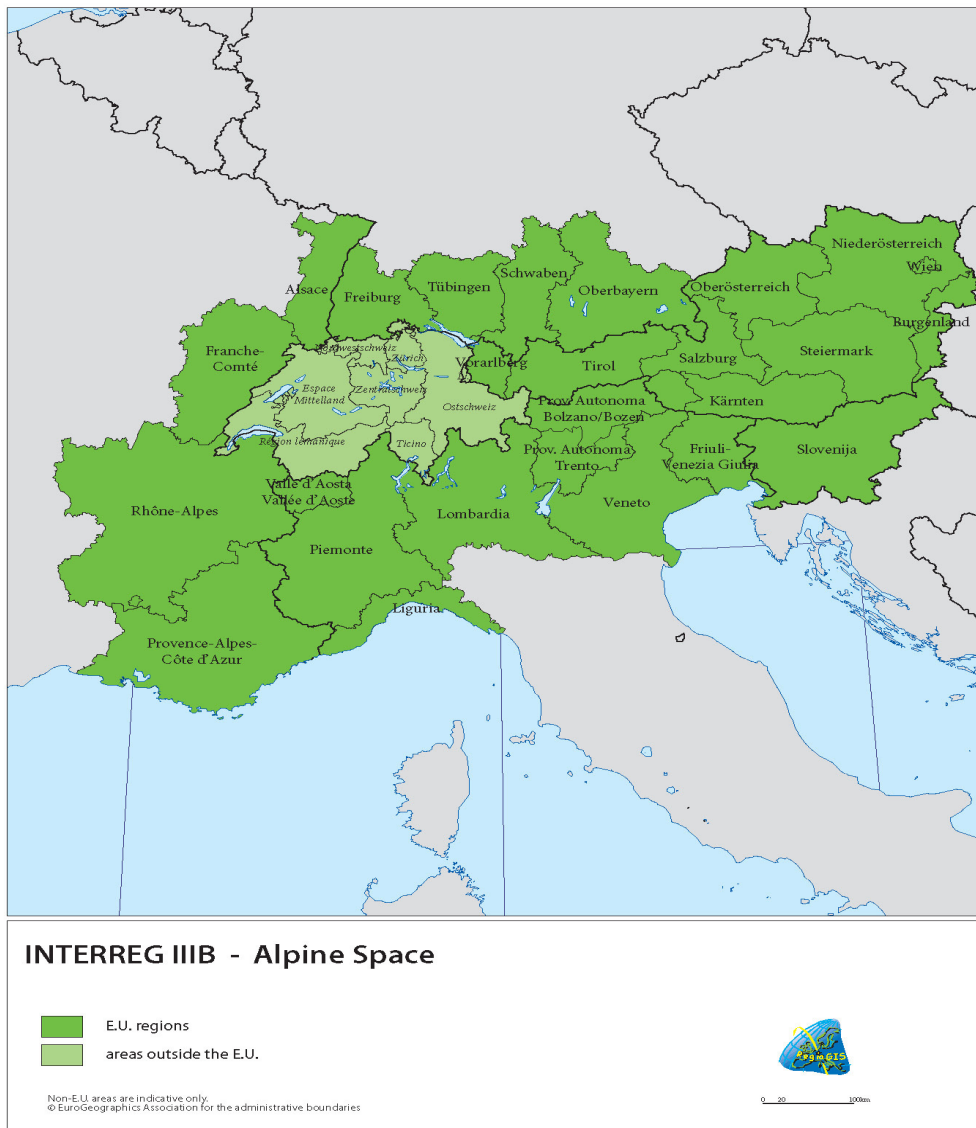 Niederösterreich
Wien
Schwaben
Tübingen
Oberbayern
Oberösterreich
Alsace
Freiburg
Burgenland
Franche-
Comté
Nordwestschweiz
Zürich
Vorarlberg
Tirol
Salzburg
Steiermark
Espace
Mittelland
Zentralschweiz
Ostschweiz
Prov.Autonoma
Bolzano/Bozen
Kärnten
Région lémanique
Ticino
Prov. Autonoma
Trento
Friuli-
Venezia Giulia
Slovenija
Valle d'Aosta
Vallée d'Aoste
Rhône-Alpes
Lombardia
Veneto
Piemonte
Liguria
Provence-Alpes-
Côte d'Azur
INTERREG IIIB - Alpine Space
E.U. regions
areas outside the E.U.
RegioGIS
Non-E.U. areas are indicative only.
© EuroGeographics Association for the administrative boundaries
0 20 100km